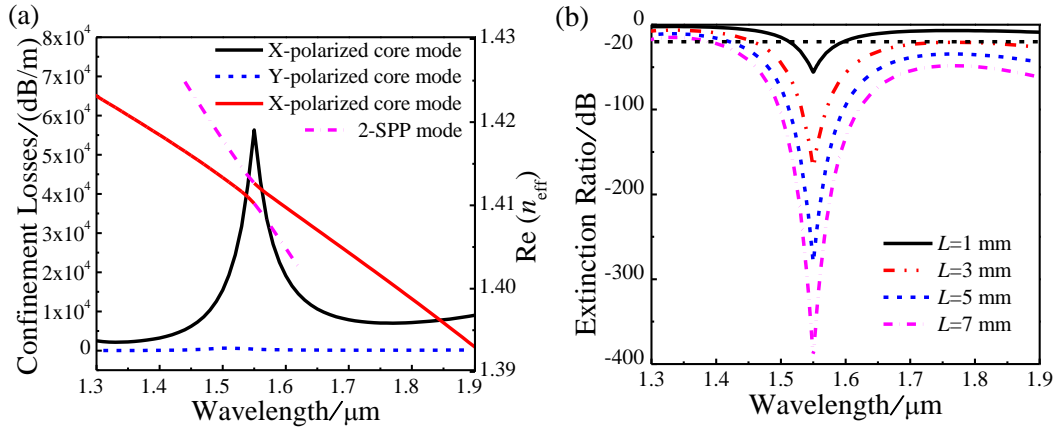 (a)
8x10⁴
7x10⁴
6x10⁴
5x10⁴
4x10⁴
3x10⁴
2x10⁴
1x10⁴
0
Confinement Losses/(dB/m)
X-polarized core mode
Y-polarized core mode
X-polarized core mode
2-SPP mode
1.43
1.42
1.41
1.40
1.39
Re (n_eff)
1.3 1.4 1.5 1.6 1.7 1.8 1.9
Wavelength/μm
(b)
0
-20
-100
-200
-300
-400
Extinction Ratio/dB
L=1 mm
L=3 mm
L=5 mm
L=7 mm
1.3 1.4 1.5 1.6 1.7 1.8 1.9
Wavelength/μm